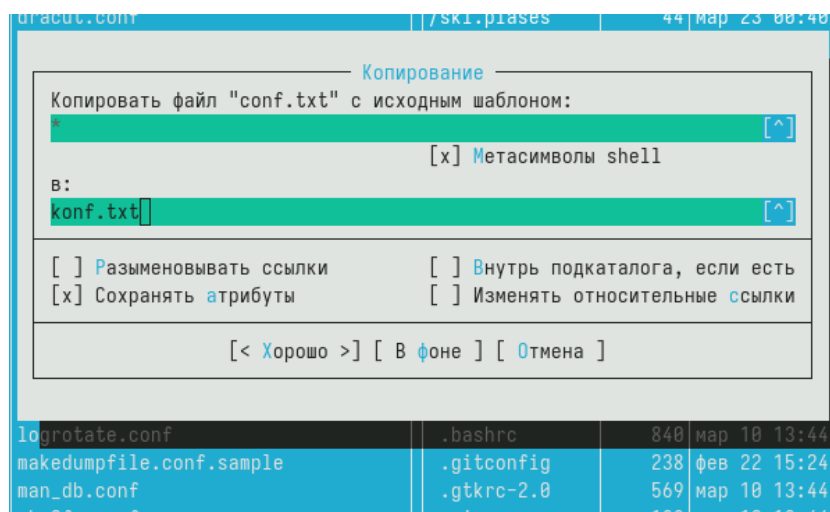 dracut.conf /skl.plases 44 мар 23 00:40
Копирование
Копировать файл "conf.txt" с исходным шаблоном:
* [^]
[x] Метасимволы shell
в:
konf.txt [^]
[ ] Разыменовывать ссылки [ ] Внутрь подкаталога, если есть
[x] Сохранять атрибуты [ ] Изменять относительные ссылки
[< Хорошо >] [ В фоне ] [ Отмена ]
logrotate.conf .bashrc 840 мар 10 13:44
makedumpfile.conf.sample .gitconfig 238 фев 22 15:24
man_db.conf .gtkrc-2.0 569 мар 10 13:44